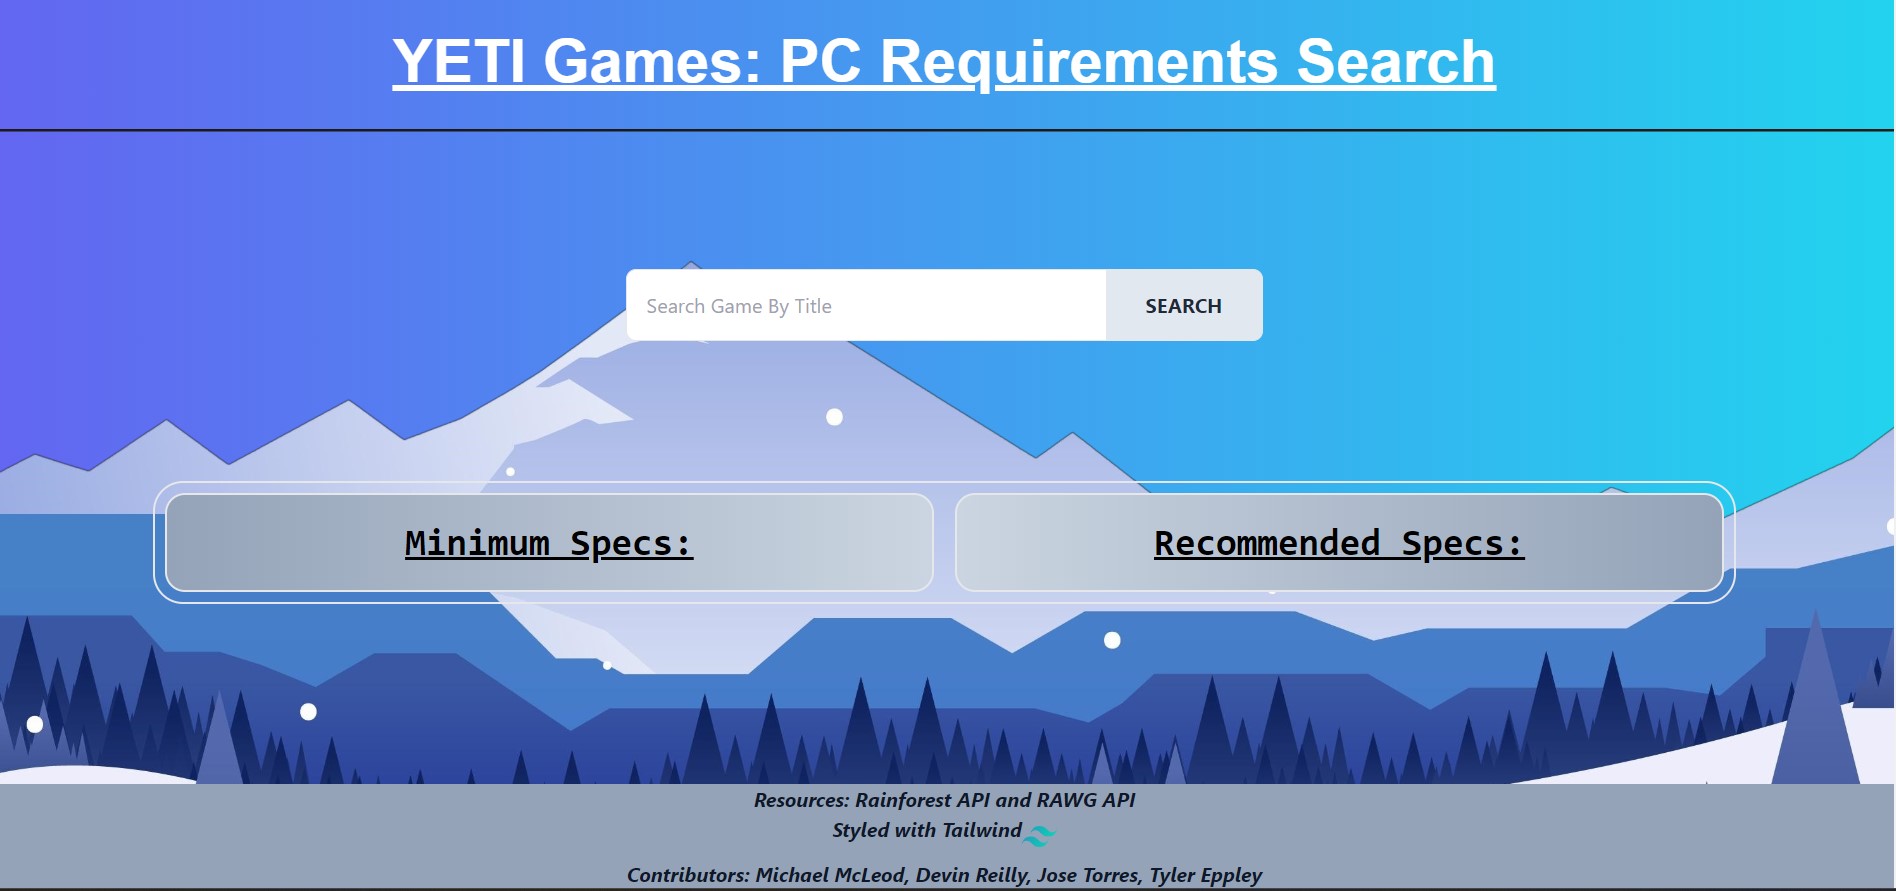 YETI Games: PC Requirements Search
Search Game By Title
SEARCH
Minimum Specs:
Recommended Specs:
Resources: Rainforest API and RAWG API
Styled with Tailwind
Contributors: Michael McLeod, Devin Reilly, Jose Torres, Tyler Eppley